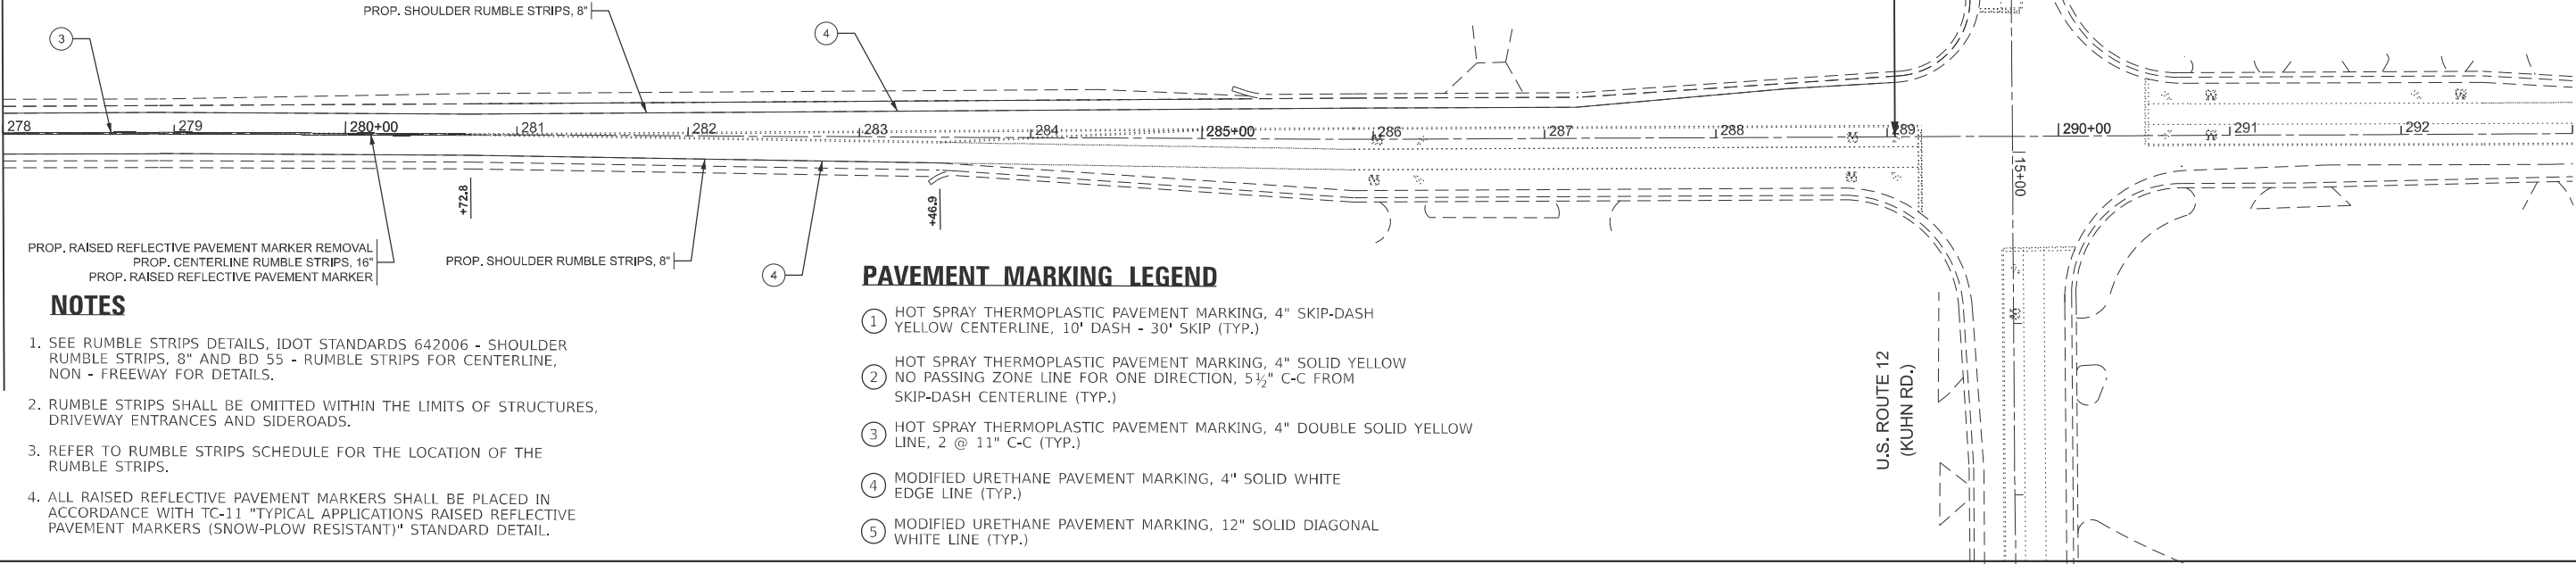 PROP. SHOULDER RUMBLE STRIPS, 8"
3
4
278
279
280+00
281
282
283
284
285+00
286
287
288
289
290+00
291
292
15+00
+72.8
+46.9
PROP. RAISED REFLECTIVE PAVEMENT MARKER REMOVAL
PROP. CENTERLINE RUMBLE STRIPS, 16"
PROP. RAISED REFLECTIVE PAVEMENT MARKER
PROP. SHOULDER RUMBLE STRIPS, 8"
4
U.S. ROUTE 12
(KUHN RD.)
NOTES
1. SEE RUMBLE STRIPS DETAILS, IDOT STANDARDS 642006 - SHOULDER
RUMBLE STRIPS, 8" AND BD 55 - RUMBLE STRIPS FOR CENTERLINE,
NON - FREEWAY FOR DETAILS.
2. RUMBLE STRIPS SHALL BE OMITTED WITHIN THE LIMITS OF STRUCTURES,
DRIVEWAY ENTRANCES AND SIDEROADS.
3. REFER TO RUMBLE STRIPS SCHEDULE FOR THE LOCATION OF THE
RUMBLE STRIPS.
4. ALL RAISED REFLECTIVE PAVEMENT MARKERS SHALL BE PLACED IN
ACCORDANCE WITH TC-11 "TYPICAL APPLICATIONS RAISED REFLECTIVE
PAVEMENT MARKERS (SNOW-PLOW RESISTANT)" STANDARD DETAIL.
PAVEMENT MARKING LEGEND
1 HOT SPRAY THERMOPLASTIC PAVEMENT MARKING, 4" SKIP-DASH
YELLOW CENTERLINE, 10' DASH - 30' SKIP (TYP.)
2 HOT SPRAY THERMOPLASTIC PAVEMENT MARKING, 4" SOLID YELLOW
NO PASSING ZONE LINE FOR ONE DIRECTION, 5½" C-C FROM
SKIP-DASH CENTERLINE (TYP.)
3 HOT SPRAY THERMOPLASTIC PAVEMENT MARKING, 4" DOUBLE SOLID YELLOW
LINE, 2 @ 11" C-C (TYP.)
4 MODIFIED URETHANE PAVEMENT MARKING, 4" SOLID WHITE
EDGE LINE (TYP.)
5 MODIFIED URETHANE PAVEMENT MARKING, 12" SOLID DIAGONAL
WHITE LINE (TYP.)